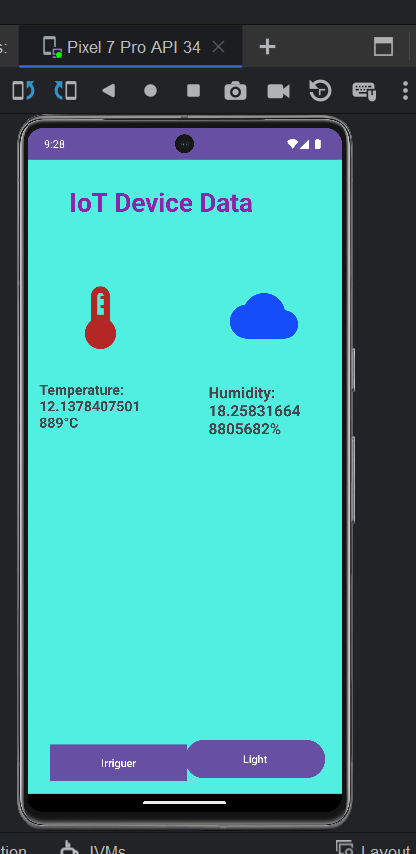 s:
Pixel 7 Pro API 34
9:28
IoT Device Data
Temperature:
12.1378407501
889°C
Humidity:
18.25831664
8805682%
Irriguer
Light
tion
JVMs
Layout